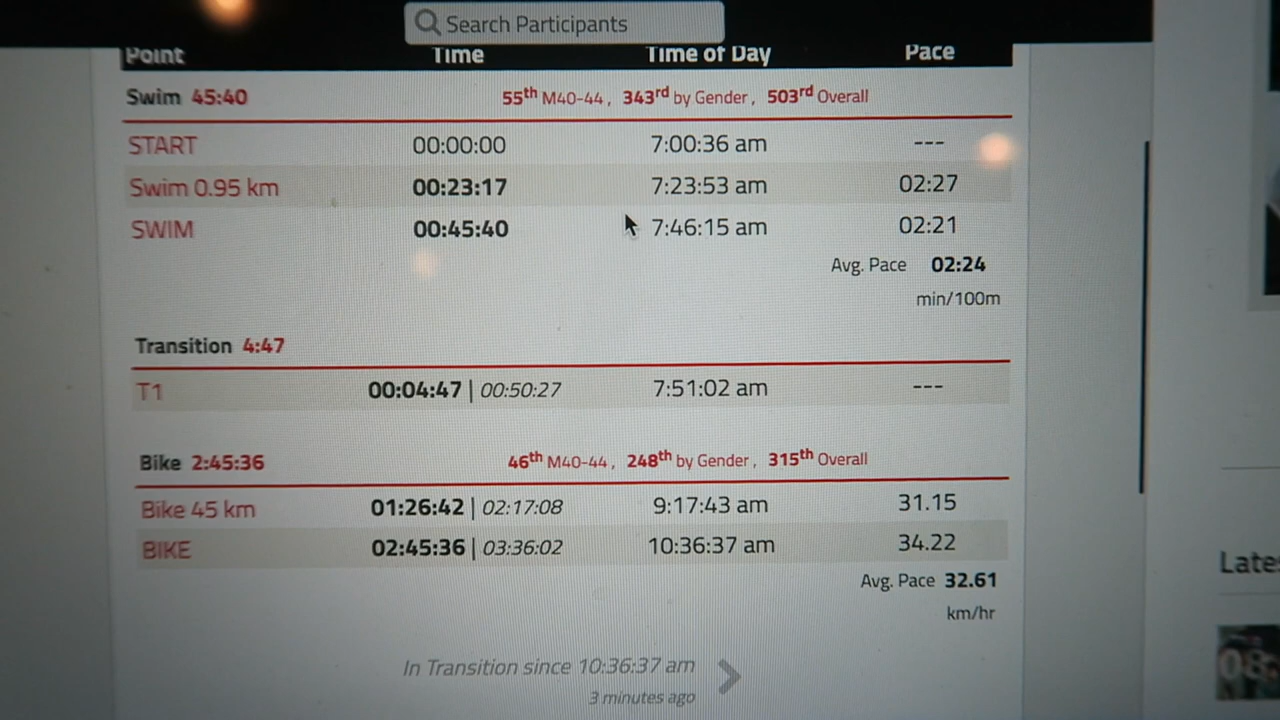 Search Participants
Point Time Time of Day Pace
Swim 45:40 55th M40-44, 343rd by Gender, 503rd Overall
START 00:00:00 7:00:36 am ---
Swim 0.95 km 00:23:17 7:23:53 am 02:27
SWIM 00:45:40 7:46:15 am 02:21
Avg. Pace 02:24
min/100m
Transition 4:47
T1 00:04:47 | 00:50:27 7:51:02 am ---
Bike 2:45:36 46th M40-44, 248th by Gender, 315th Overall
Bike 45 km 01:26:42 | 02:17:08 9:17:43 am 31.15
BIKE 02:45:36 | 03:36:02 10:36:37 am 34.22
Avg. Pace 32.61
km/hr
In Transition since 10:36:37 am
3 minutes ago
08: